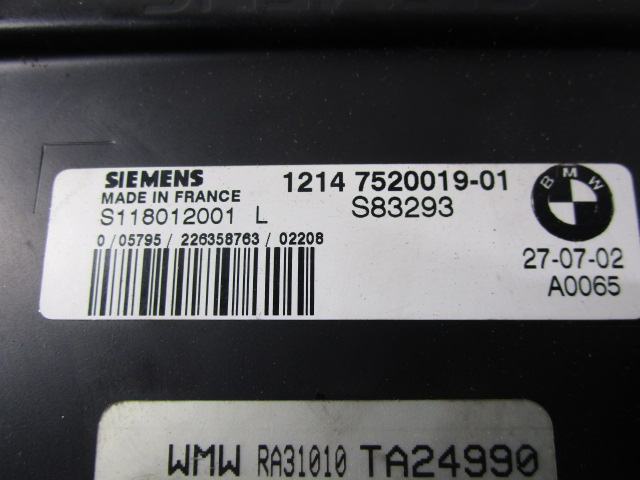 SIEMENS 1214 7520019-01
MADE IN FRANCE
S118012001 L S83293
BMW
0 / 05795 / 226358763 / 02208
27-07-02
A0065
WMW RA31010 TA24990